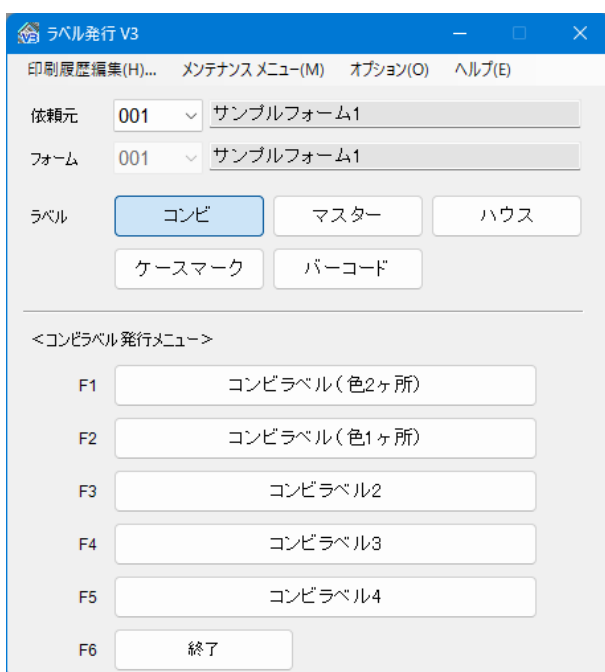 ラベル発行 V3
印刷履歴編集(H)... メンテナンス メニュー(M) オプション(O) ヘルプ(E)
依頼元 001 サンプルフォーム1
フォーム 001 サンプルフォーム1
ラベル コンビ マスター ハウス
ケースマーク バーコード
<コンビラベル 発行メニュー>
F1 コンビラベル(色2ヶ所)
F2 コンビラベル(色1ヶ所)
F3 コンビラベル2
F4 コンビラベル3
F5 コンビラベル4
F6 終了